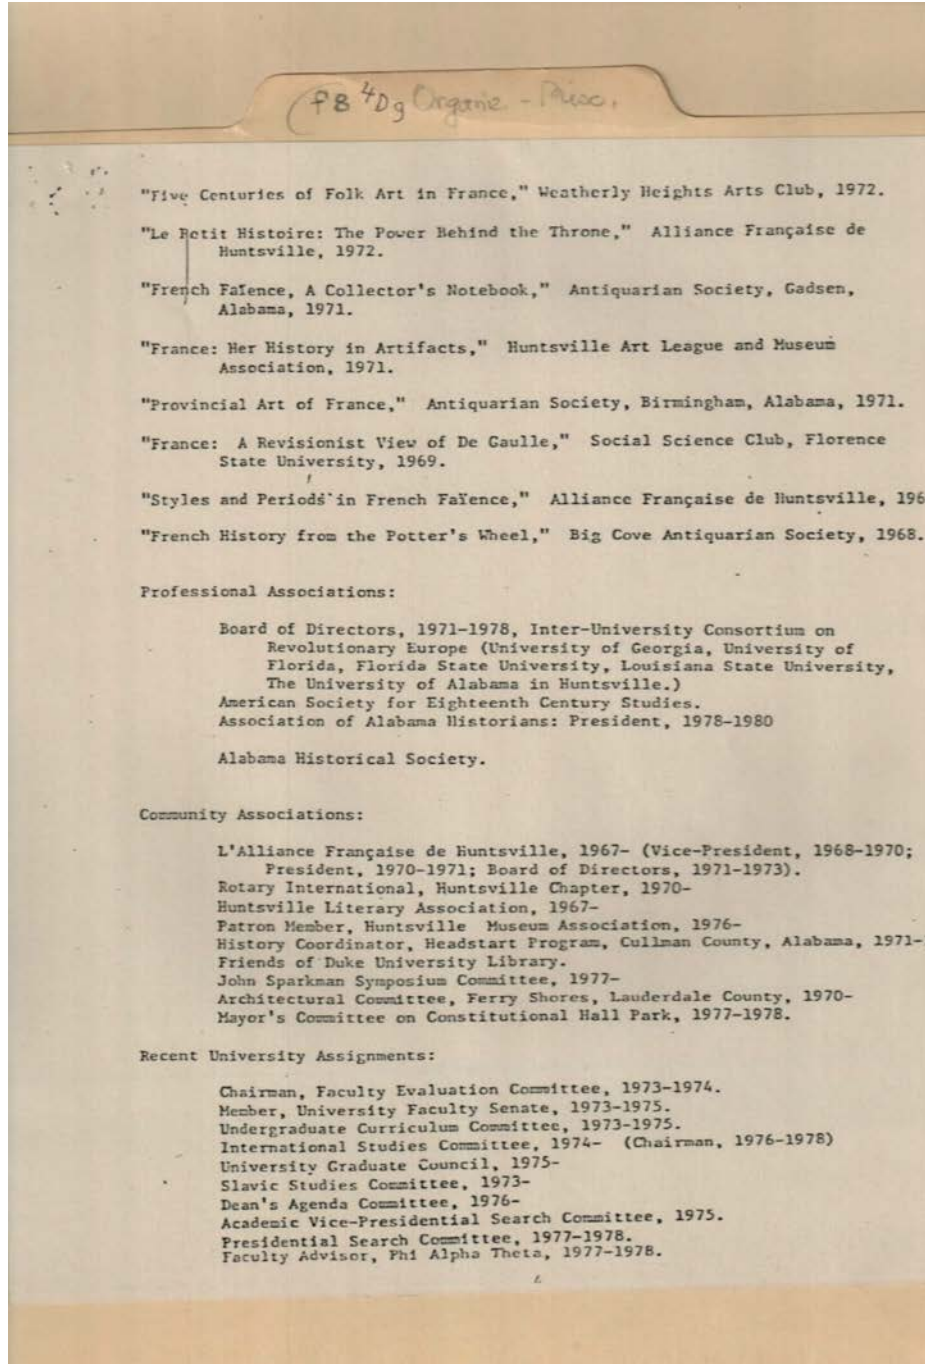 f8 4Dg Organic - Misc.
"Five Centuries of Folk Art in France," Weatherly Heights Arts Club, 1972.
"Le Petit Histoire: The Power Behind the Throne," Alliance Française de
Huntsville, 1972.
"French Faïence, A Collector's Notebook," Antiquarian Society, Gadsen,
Alabama, 1971.
"France: Her History in Artifacts," Huntsville Art League and Museum
Association, 1971.
"Provincial Art of France," Antiquarian Society, Birmingham, Alabama, 1971.
"France: A Revisionist View of De Gaulle," Social Science Club, Florence
State University, 1969.
"Styles and Periods in French Faïence," Alliance Française de Huntsville, 196
"French History from the Potter's Wheel," Big Cove Antiquarian Society, 1968.
Professional Associations:
Board of Directors, 1971-1978, Inter-University Consortium on
Revolutionary Europe (University of Georgia, University of
Florida, Florida State University, Louisiana State University,
The University of Alabama in Huntsville.)
American Society for Eighteenth Century Studies.
Association of Alabama Historians: President, 1978-1980
Alabama Historical Society.
Community Associations:
L'Alliance Française de Huntsville, 1967- (Vice-President, 1968-1970;
President, 1970-1971; Board of Directors, 1971-1973).
Rotary International, Huntsville Chapter, 1970-
Huntsville Literary Association, 1967-
Patron Member, Huntsville Museum Association, 1976-
History Coordinator, Headstart Program, Cullman County, Alabama, 1971-
Friends of Duke University Library.
John Sparkman Symposium Committee, 1977-
Architectural Committee, Ferry Shores, Lauderdale County, 1970-
Mayor's Committee on Constitutional Hall Park, 1977-1978.
Recent University Assignments:
Chairman, Faculty Evaluation Committee, 1973-1974.
Member, University Faculty Senate, 1973-1975.
Undergraduate Curriculum Committee, 1973-1975.
International Studies Committee, 1974- (Chairman, 1976-1978)
University Graduate Council, 1975-
Slavic Studies Committee, 1973-
Dean's Agenda Committee, 1976-
Academic Vice-Presidential Search Committee, 1975.
Presidential Search Committee, 1977-1978.
Faculty Advisor, Phi Alpha Theta, 1977-1978.